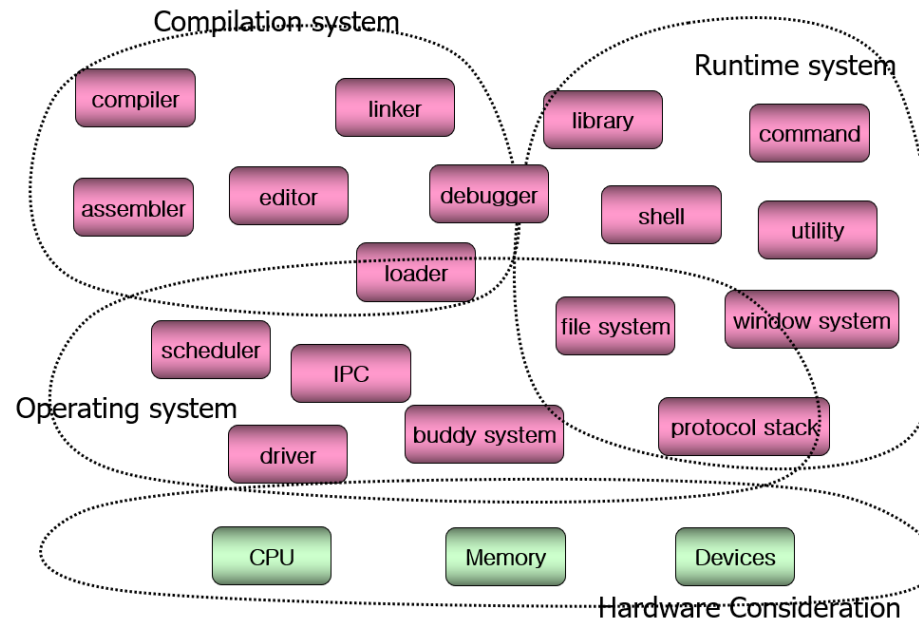 Compilation system
Runtime system
compiler
linker
library
command
assembler
editor
debugger
shell
utility
loader
file system
window system
scheduler
IPC
Operating system
buddy system
protocol stack
driver
CPU
Memory
Devices
Hardware Consideration